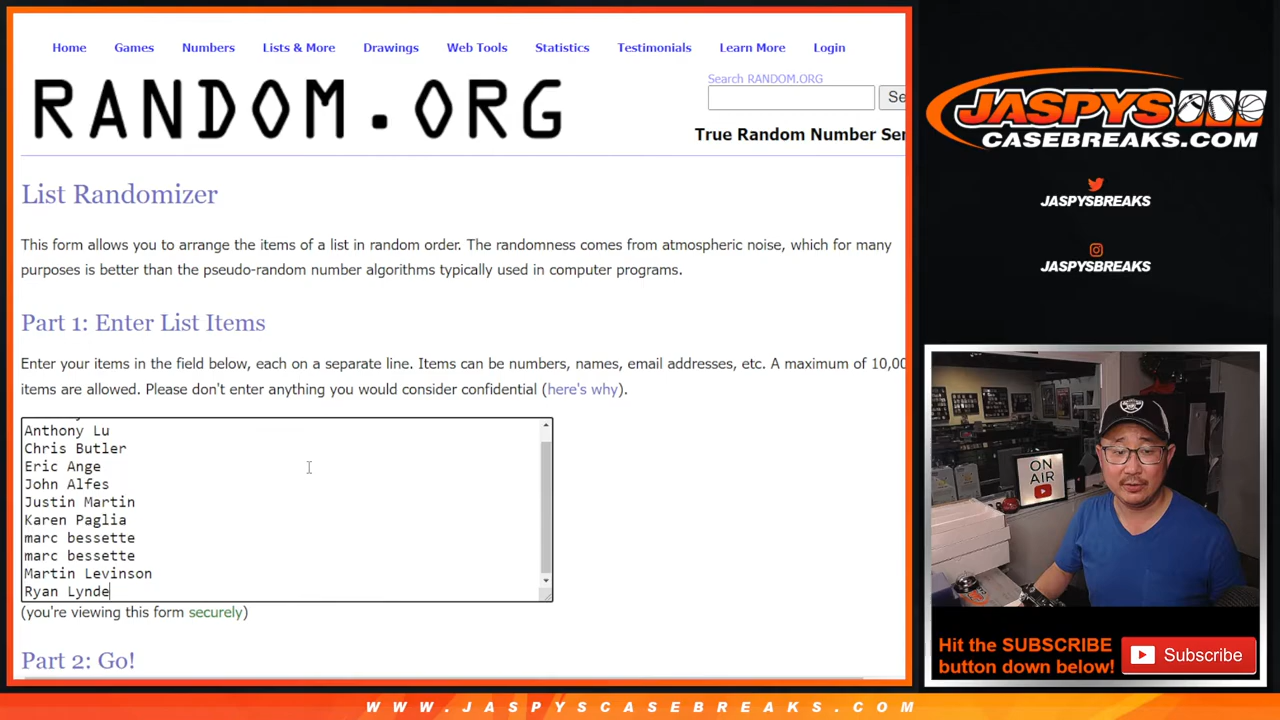 Home Games Numbers Lists & More Drawings Web Tools Statistics Testimonials Learn More Login
Search RANDOM.ORG
RANDOM.ORG
Se
True Random Number Ser
List Randomizer
This form allows you to arrange the items of a list in random order. The randomness comes from atmospheric noise, which for many
purposes is better than the pseudo-random number algorithms typically used in computer programs.
Part 1: Enter List Items
Enter your items in the field below, each on a separate line. Items can be numbers, names, email addresses, etc. A maximum of 10,00
items are allowed. Please don't enter anything you would consider confidential (here's why).
Anthony Lu
Chris Butler
Eric Ange
John Alfes
Justin Martin
Karen Paglia
marc bessette
marc bessette
Martin Levinson
Ryan Lynde
(you're viewing this form securely)
Part 2: Go!
JASPYS
CASEBREAKS.COM
JASPYSBREAKS
JASPYSBREAKS
ON
AIR
Hit the SUBSCRIBE
button down below!
Subscribe
WWW.JASPYSCASEBREAKS.COM